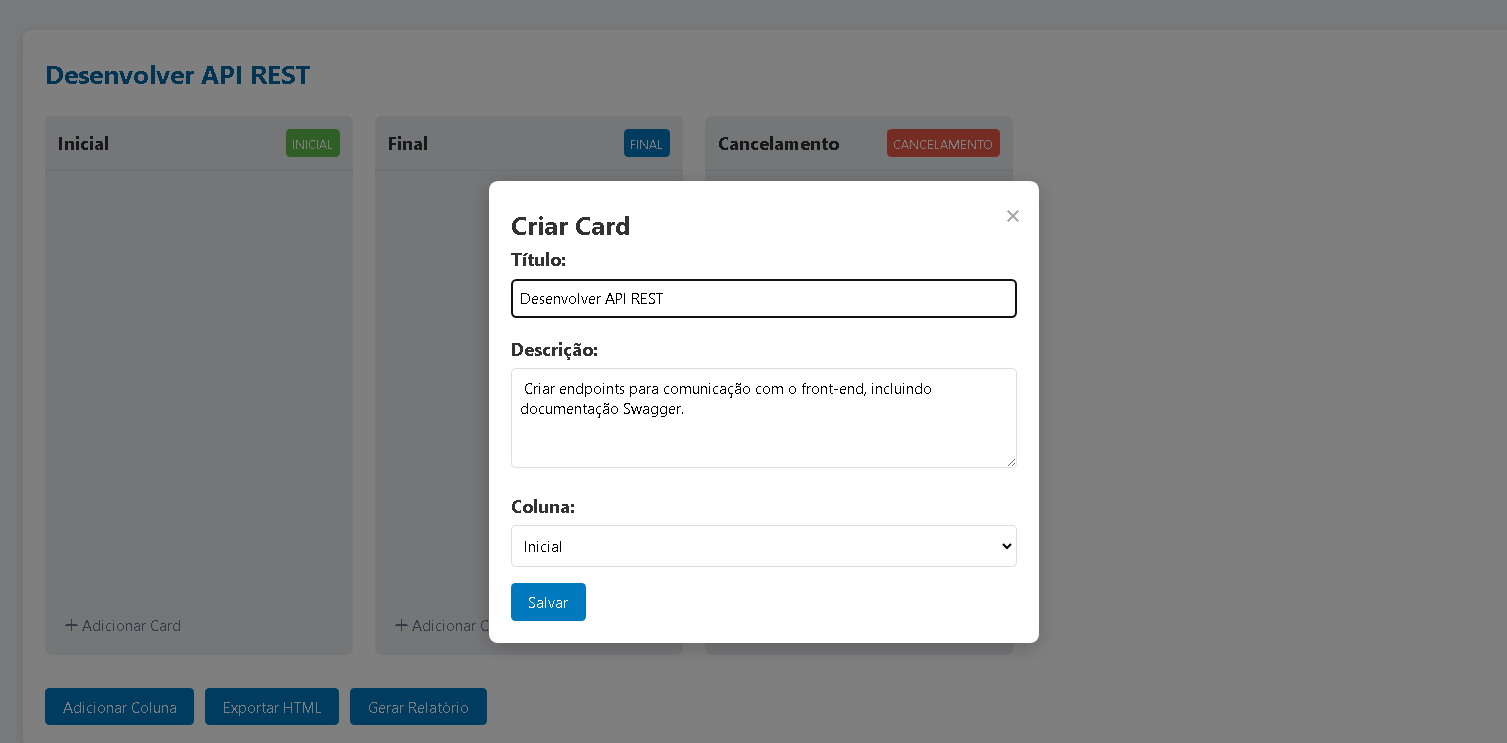 Desenvolver API REST
Inicial
INICIAL
Final
FINAL
Cancelamento
CANCELAMENTO
Criar Card
×
Título:
Desenvolver API REST
Descrição:
Criar endpoints para comunicação com o front-end, incluindo
documentação Swagger.
Coluna:
Inicial
Salvar
+ Adicionar Card
+ Adicionar C
Adicionar Coluna
Exportar HTML
Gerar Relatório